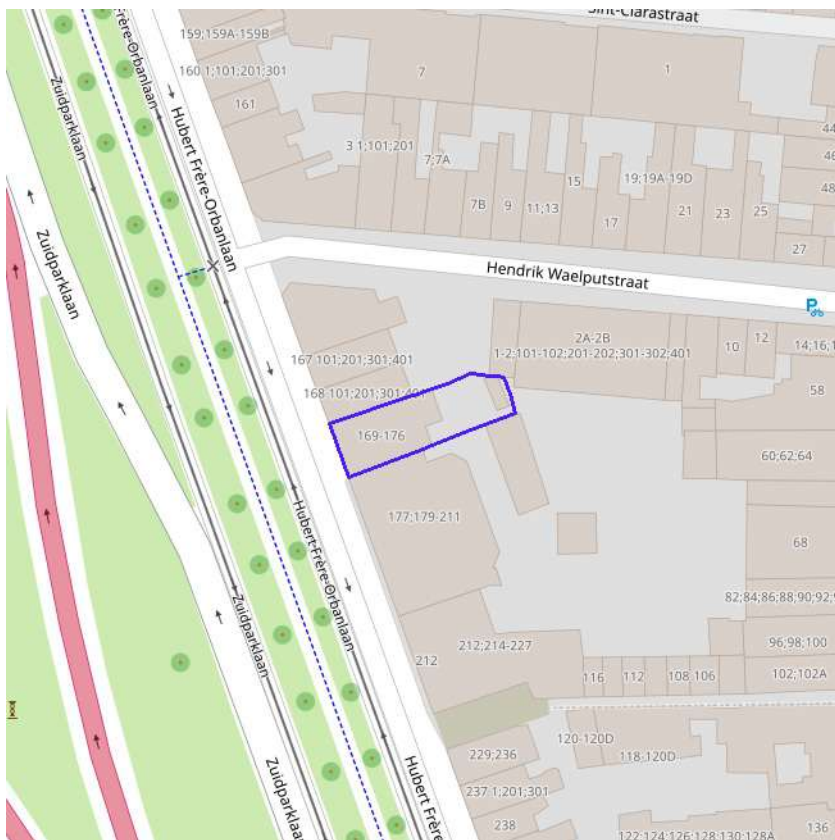 Sint-Clarastraat
159;159A-159B
160 1;101;201;301
161
7
1
3 1;101;201
7;7A
7B
9
11;13
15
17
19;19A-19D
21
23
25
27
44
46
48
Zuidparklaan
Frère-Orbanlaan
Hubert Frère-Orbanlaan
Zuidparklaan
Hendrik Waelputstraat
P
2A-2B
1-2;101-102;201-202;301-302;401
10
12
14;16;1
58
167 101;201;301;401
168 101;201;301;401
169-176
60;62;64
177;179-211
68
Hubert-Frère-Orbanlaan
Zuidparklaan
82;84;86;88;90;92;9
96;98;100
102;102A
212;214-227
212
116
112
108
106
120-120D
118-120D
229;236
237 1;201;301
238
Zuidparklaan
Hubert Frère
122;124;126;128;130;128A
136